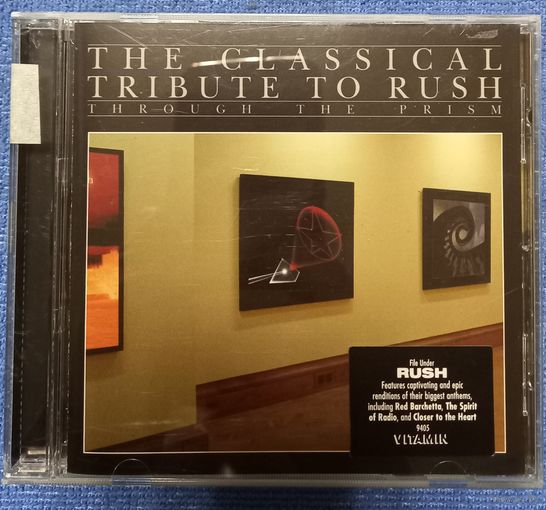 THE CLASSICAL
TRIBUTE TO RUSH
THROUGH THE PRISM
File Under
RUSH
Features captivating and epic
renditions of their biggest anthems,
including Red Barchetta, The Spirit
of Radio, and Closer to the Heart
9405
VITAMIN